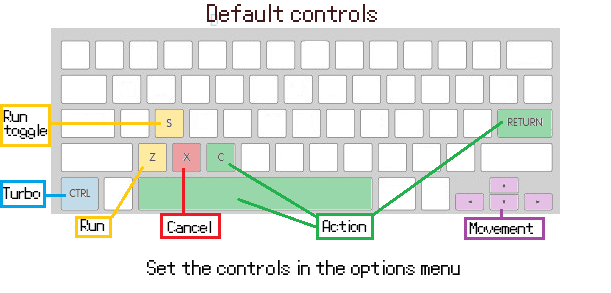 Default controls
Run
toggle
S
RETURN
Z
X
C
Turbo
CTRL
Run
Cancel
Action
Movement
Set the controls in the options menu